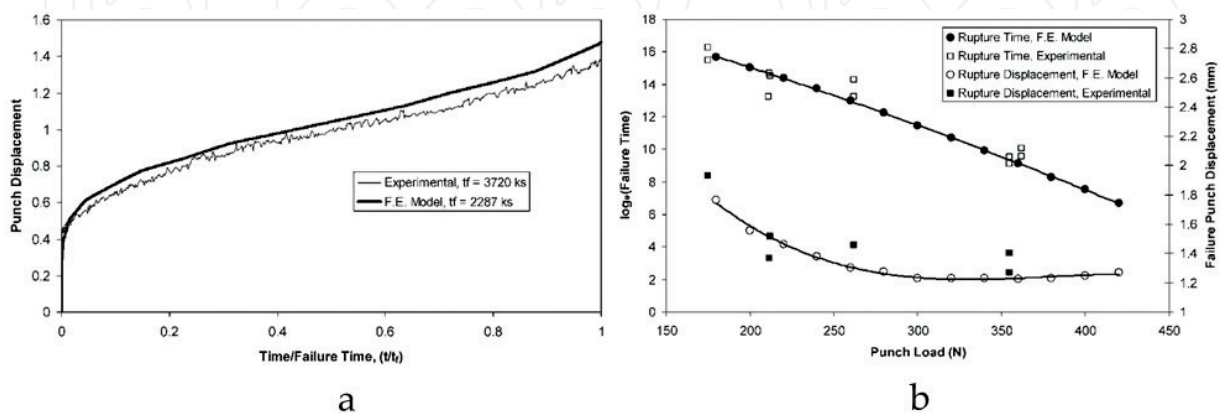 1.6
1.4
1.2
1
0.8
0.6
0.4
0.2
0
Punch Displacement
Experimental, tf = 3720 ks
F.E. Model, tf = 2287 ks
0 0.2 0.4 0.6 0.8 1
Time/Failure Time, (t/tf)
a
18
16
14
12
10
8
6
4
2
0
loge(Failure Time)
Rupture Time, F.E. Model
Rupture Time, Experimental
Rupture Displacement, F.E. Model
Rupture Displacement, Experimental
3
2.8
2.6
2.4
2.2
2
1.8
1.6
1.4
1.2
1
Failure Punch Displacement (mm)
150 200 250 300 350 400 450
Punch Load (N)
b